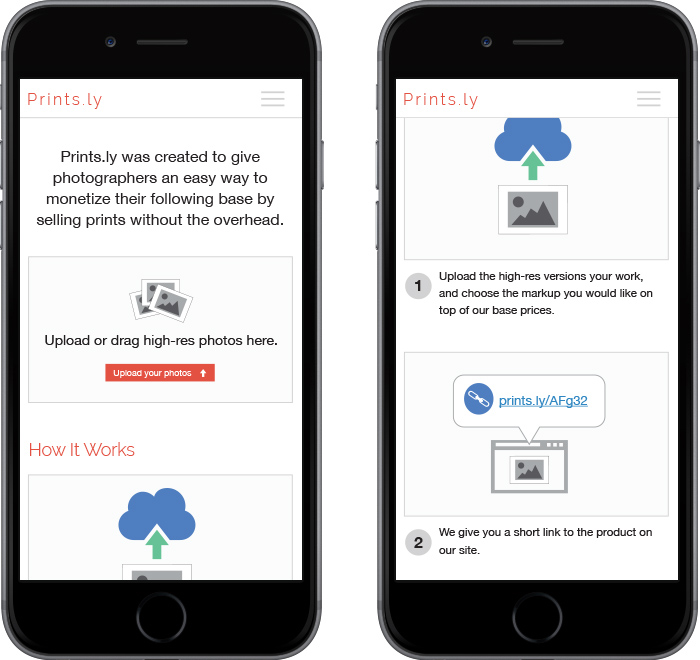 Prints.ly
Prints.ly was created to give
photographers an easy way to
monetize their following base by
selling prints without the overhead.
Upload or drag high-res photos here.
Upload your photos
How It Works
Prints.ly
1
Upload the high-res versions your work,
and choose the markup you would like on
top of our base prices.
prints.ly/AFg32
2
We give you a short link to the product on
our site.